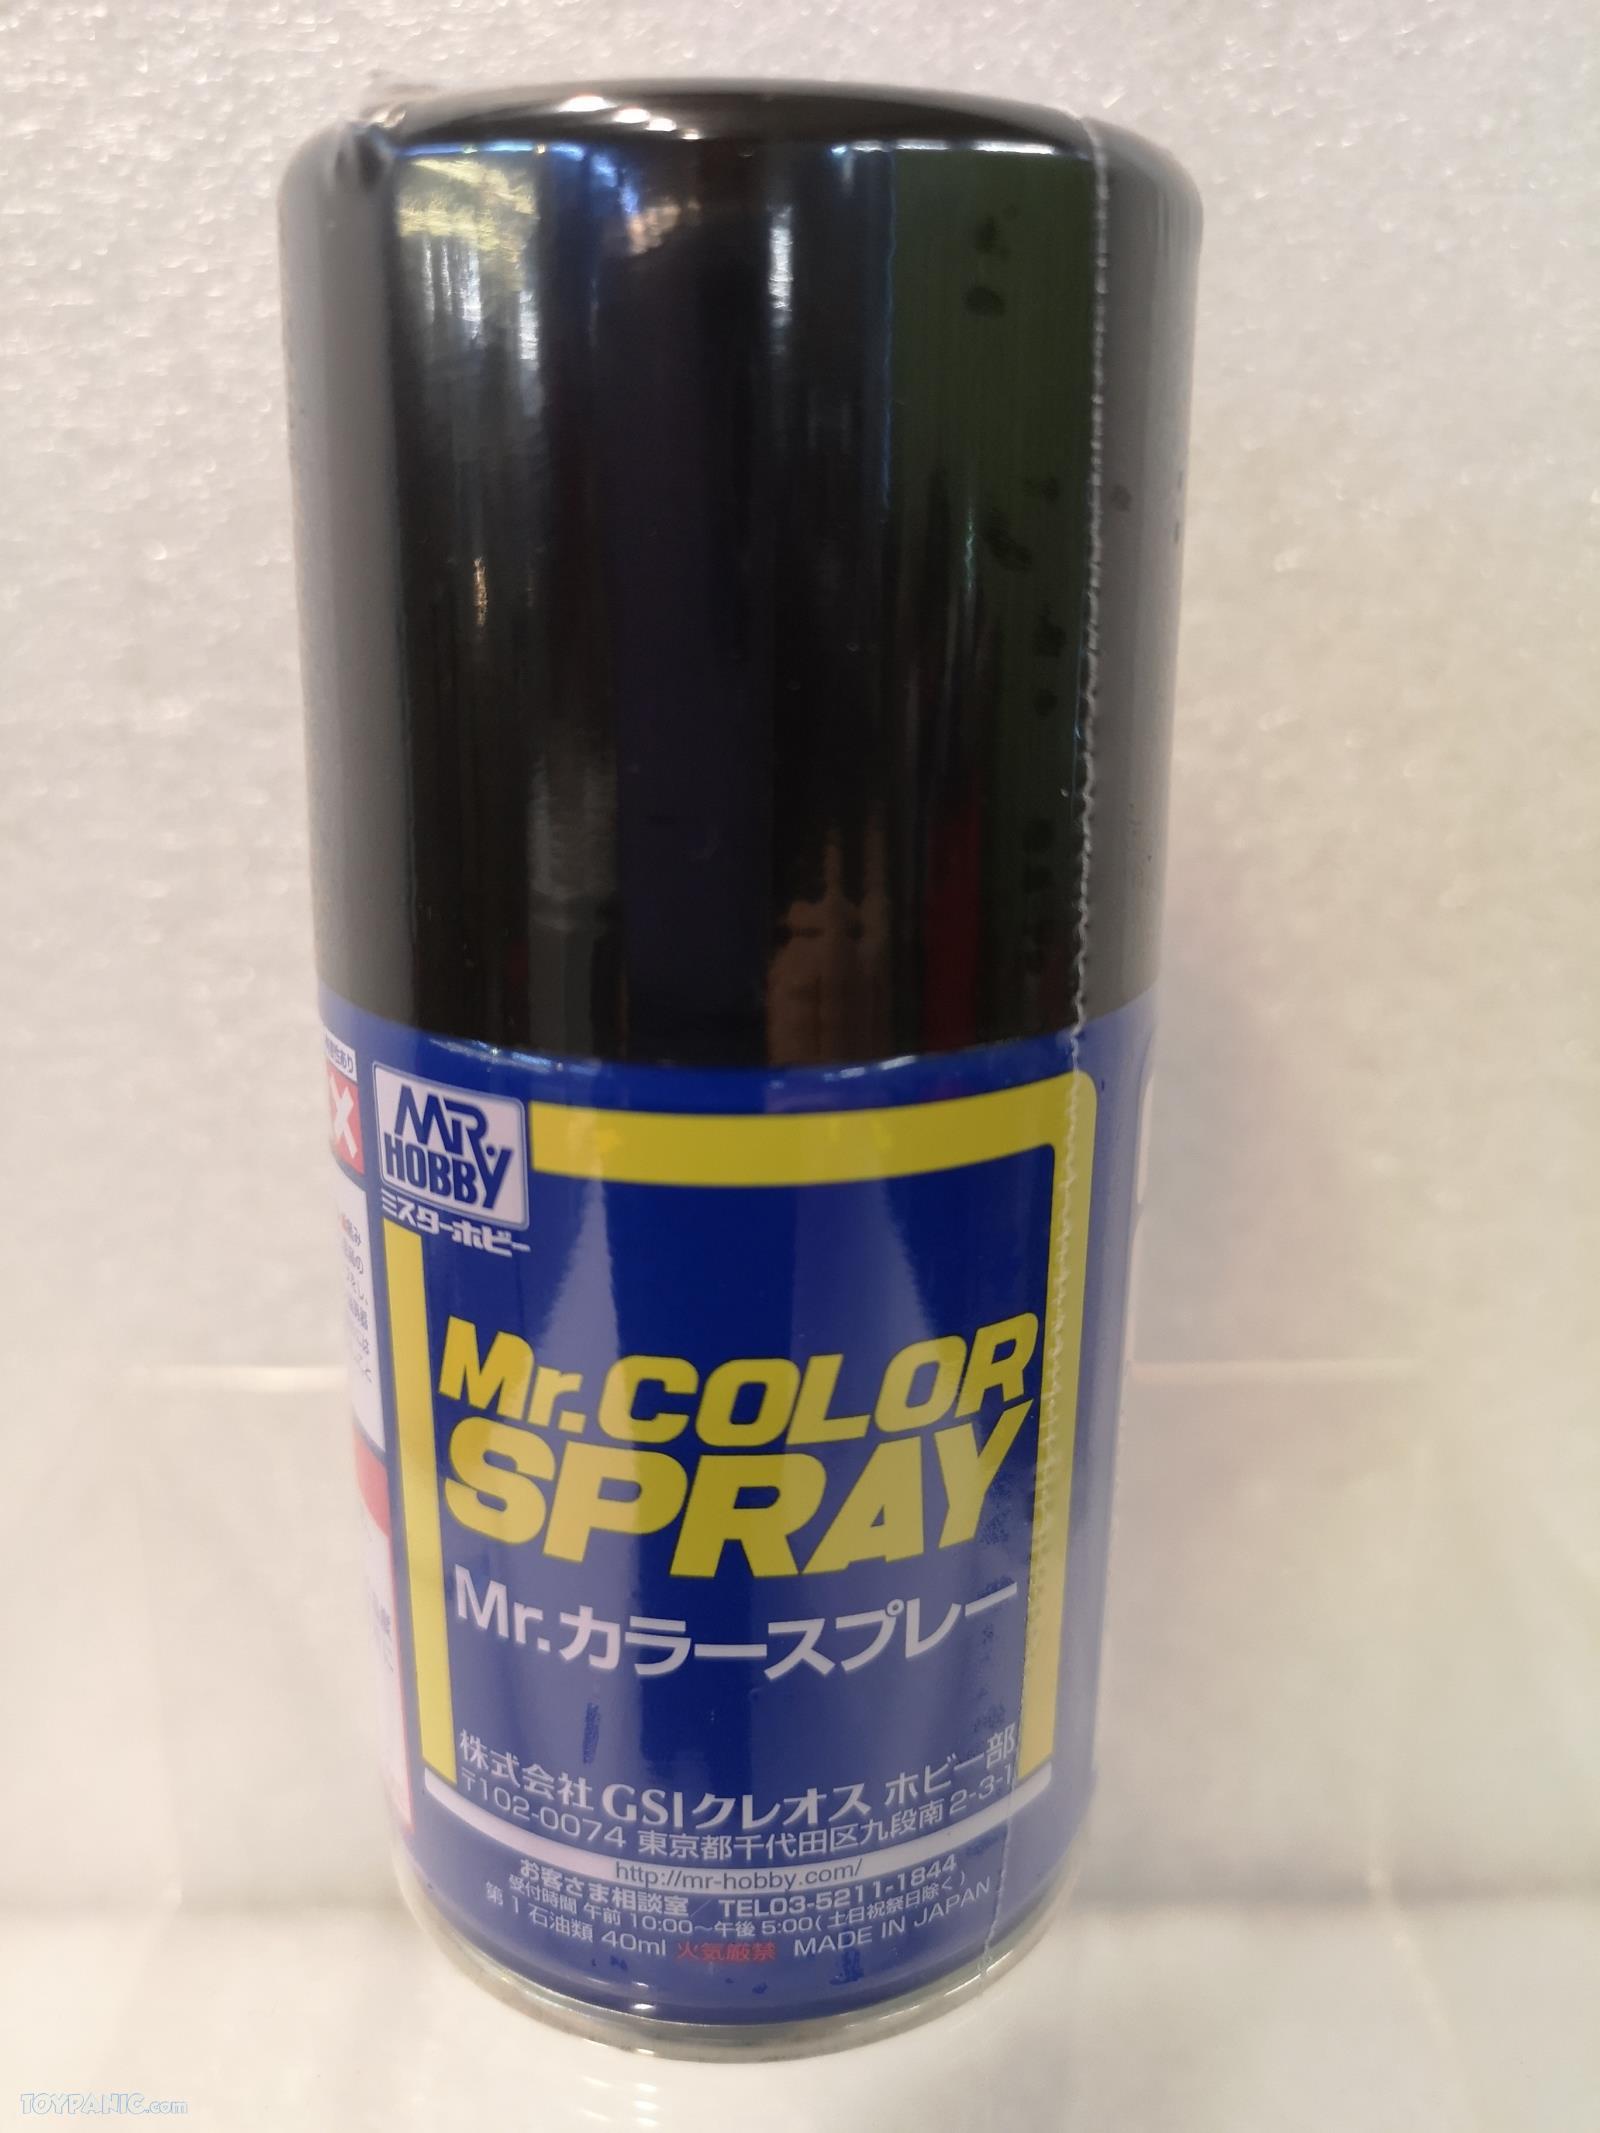 MR.
HOBBY
ミスターホビー
Mr.COLOR
SPRAY
Mr.カラースプレー
株式会社 GSIクレオス ホビー部
〒102-0074 東京都千代田区九段南2-3-1
http://mr-hobby.com/
お客さま相談室/TEL03-5211-1844
受付時間 午前 10:00〜午後 5:00(土日祝祭日除く)
第1石油類 40ml 火気厳禁 MADE IN JAPAN
TOYPANIC.com